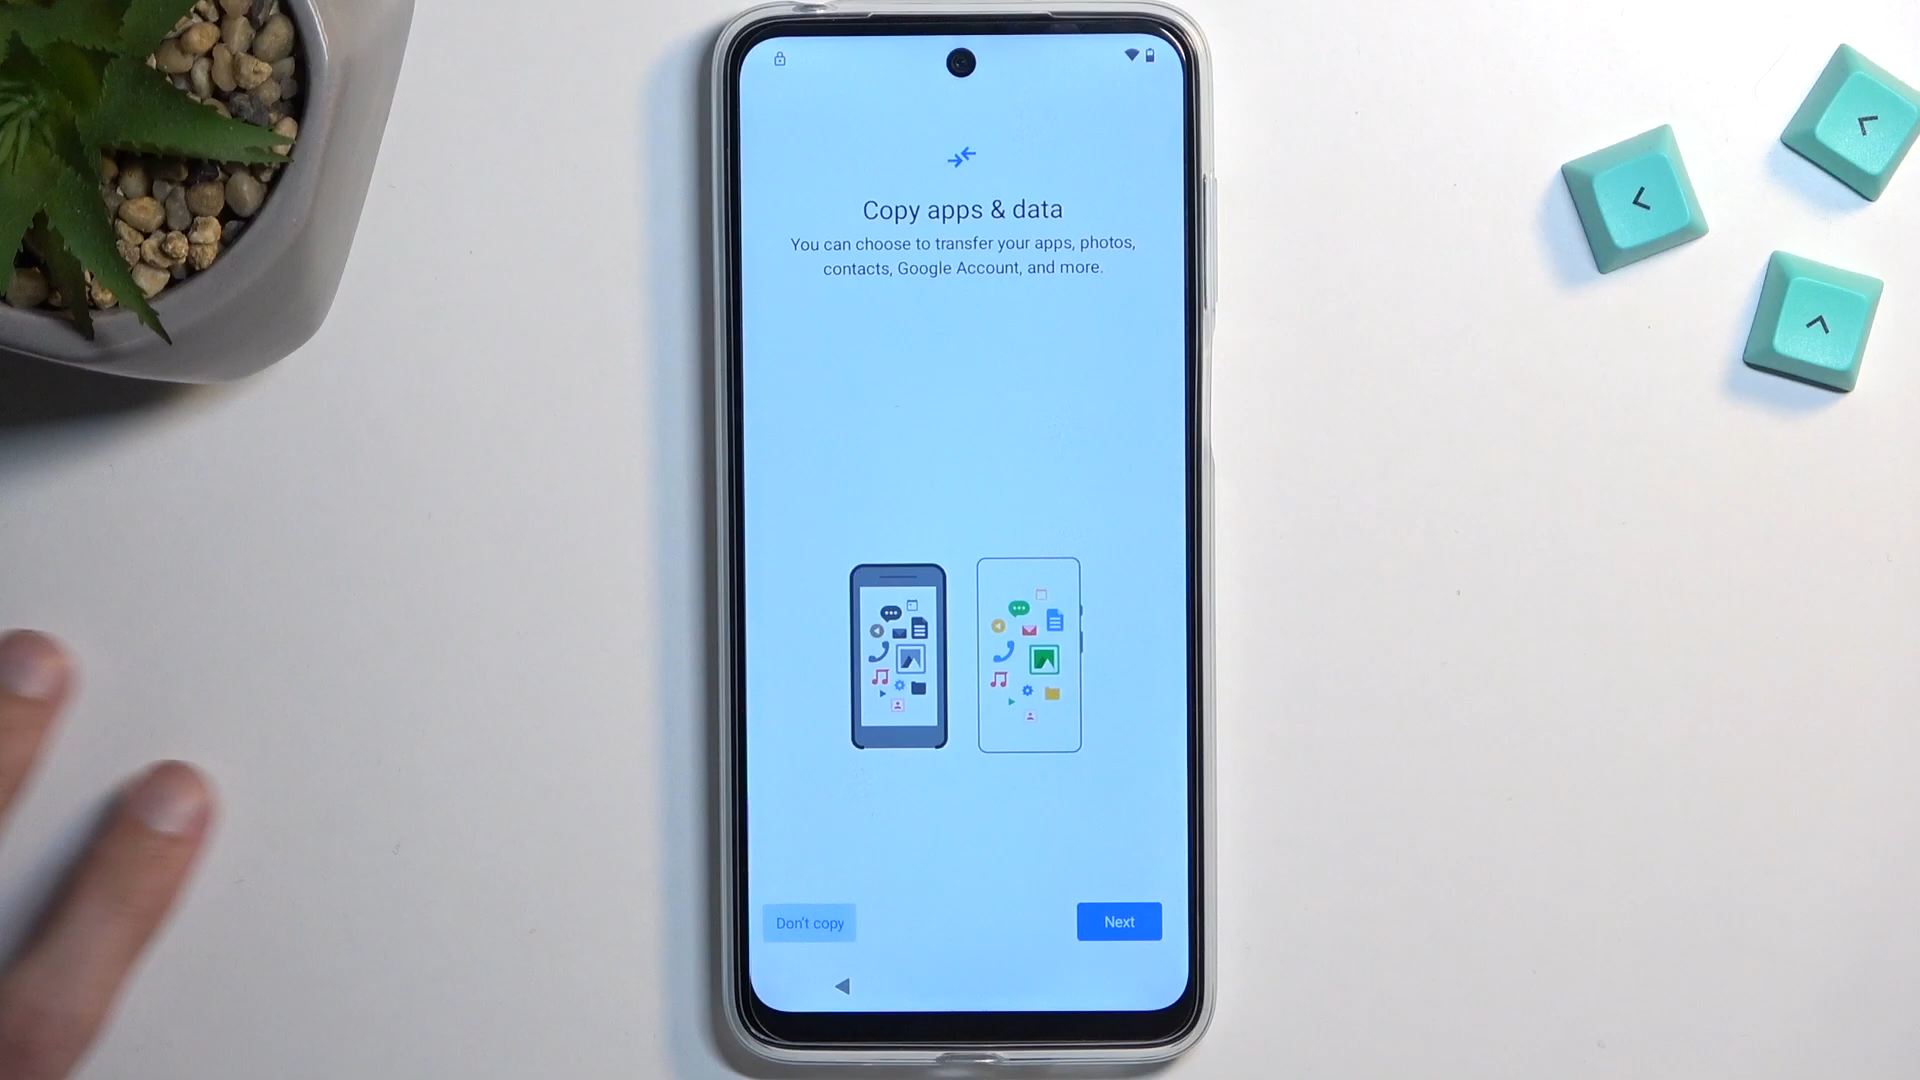 Copy apps & data
You can choose to transfer your apps, photos,
contacts, Google Account, and more.
Don't copy
Next